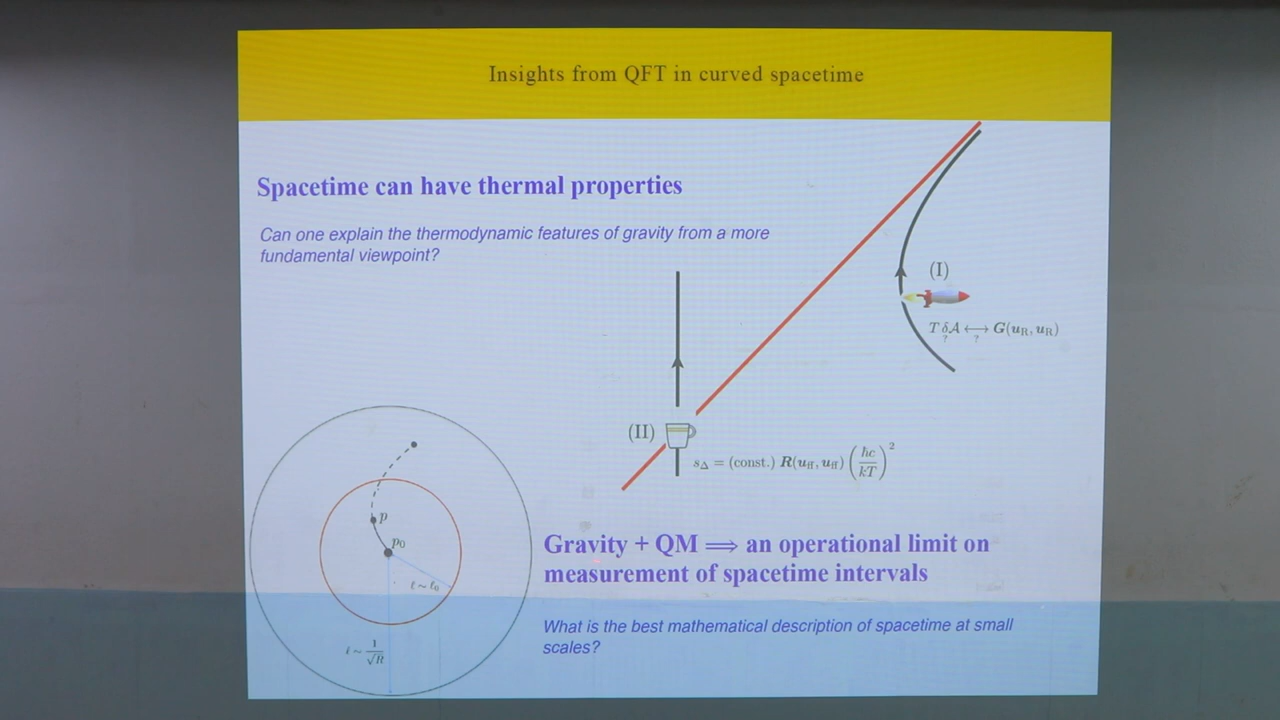 Insights from QFT in curved spacetime
Spacetime can have thermal properties
Can one explain the thermodynamic features of gravity from a more
fundamental viewpoint?
(I)
T δA ⟷ G(u_R, u_R)
? ?
(II)
s_Δ = (const.) R(u_ff, u_ff) (ħc/kT)²
p
p₀
ℓ ~ ℓ₀
ℓ ~ 1/√R
Gravity + QM ⟹ an operational limit on
measurement of spacetime intervals
What is the best mathematical description of spacetime at small
scales?